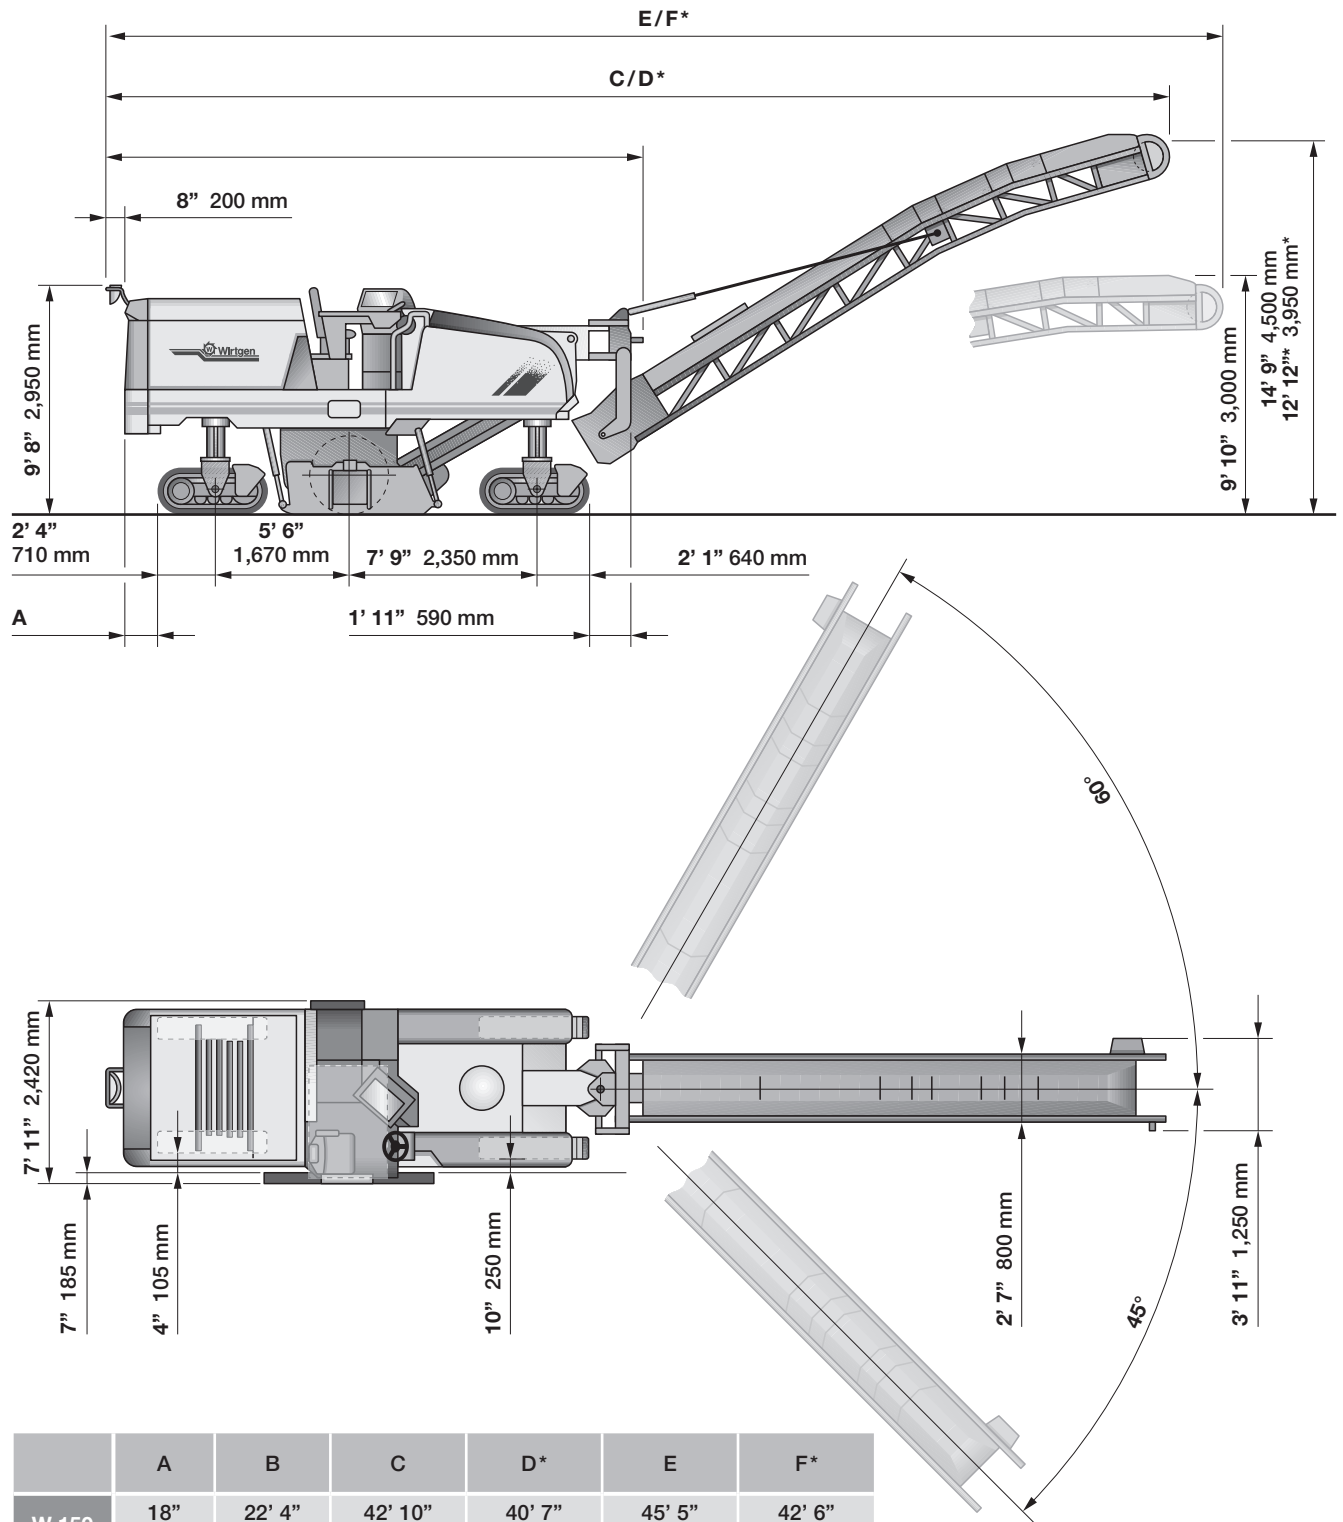 E/F*
C/D*
8” 200 mm
9’ 8” 2,950 mm
Wirtgen
14’ 9” 4,500 mm
12’ 12”* 3,950 mm*
9’ 10” 3,000 mm
2’ 4”
710 mm
5’ 6”
1,670 mm
7’ 9” 2,350 mm
2’ 1” 640 mm
A
1’ 11” 590 mm
60°
7’ 11” 2,420 mm
7” 185 mm
4” 105 mm
10” 250 mm
2’ 7” 800 mm
3’ 11” 1,250 mm
45°
A B C D* E F*
18” 22’ 4” 42’ 10” 40’ 7” 45’ 5” 42’ 6”